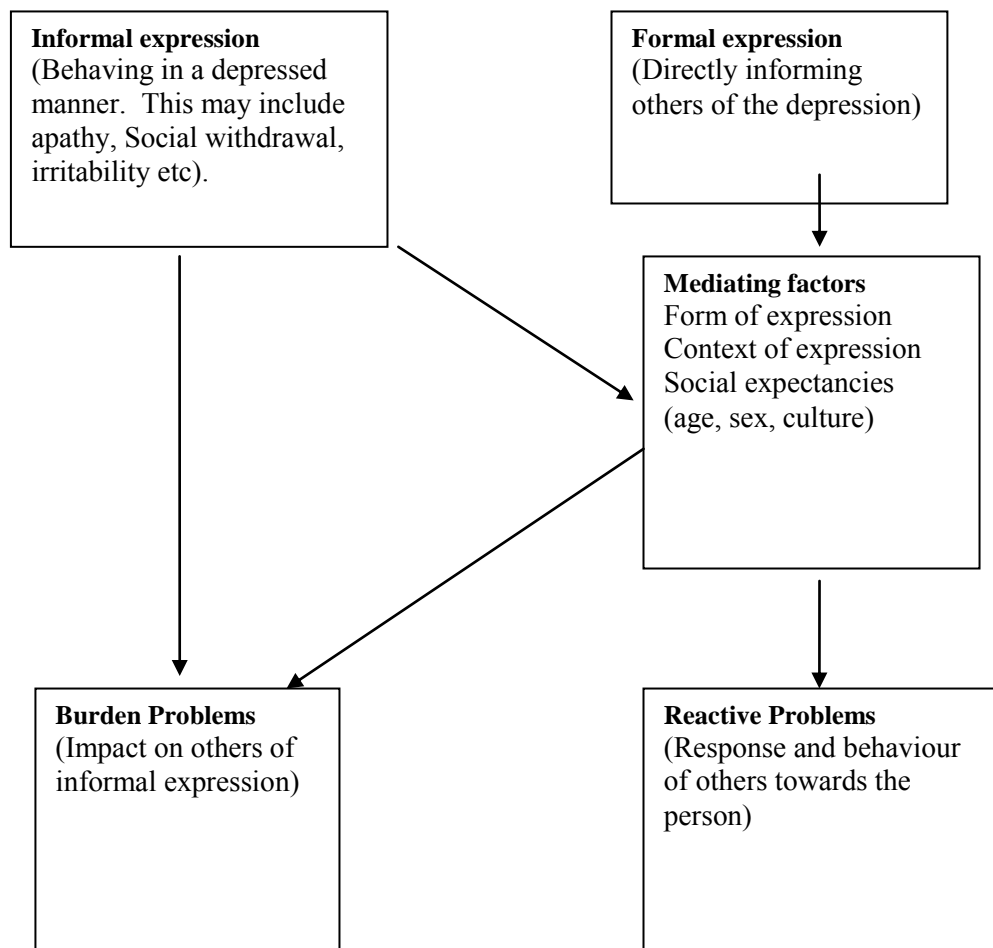 Informal expression
(Behaving in a depressed
manner.  This may include
apathy, Social withdrawal,
irritability etc).
Formal expression
(Directly informing
others of the depression)
Mediating factors
Form of expression
Context of expression
Social expectancies
(age, sex, culture)
Burden Problems
(Impact on others of
informal expression)
Reactive Problems
(Response and behaviour
of others towards the
person)